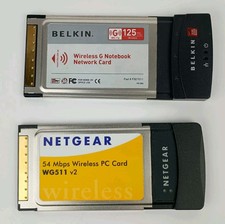 BELKIN.
G 125
Wireless G Notebook
Network Card
BELKIN
NETGEAR
54 Mbps Wireless PC Card
WG511 v2
wireless
NETGEAR